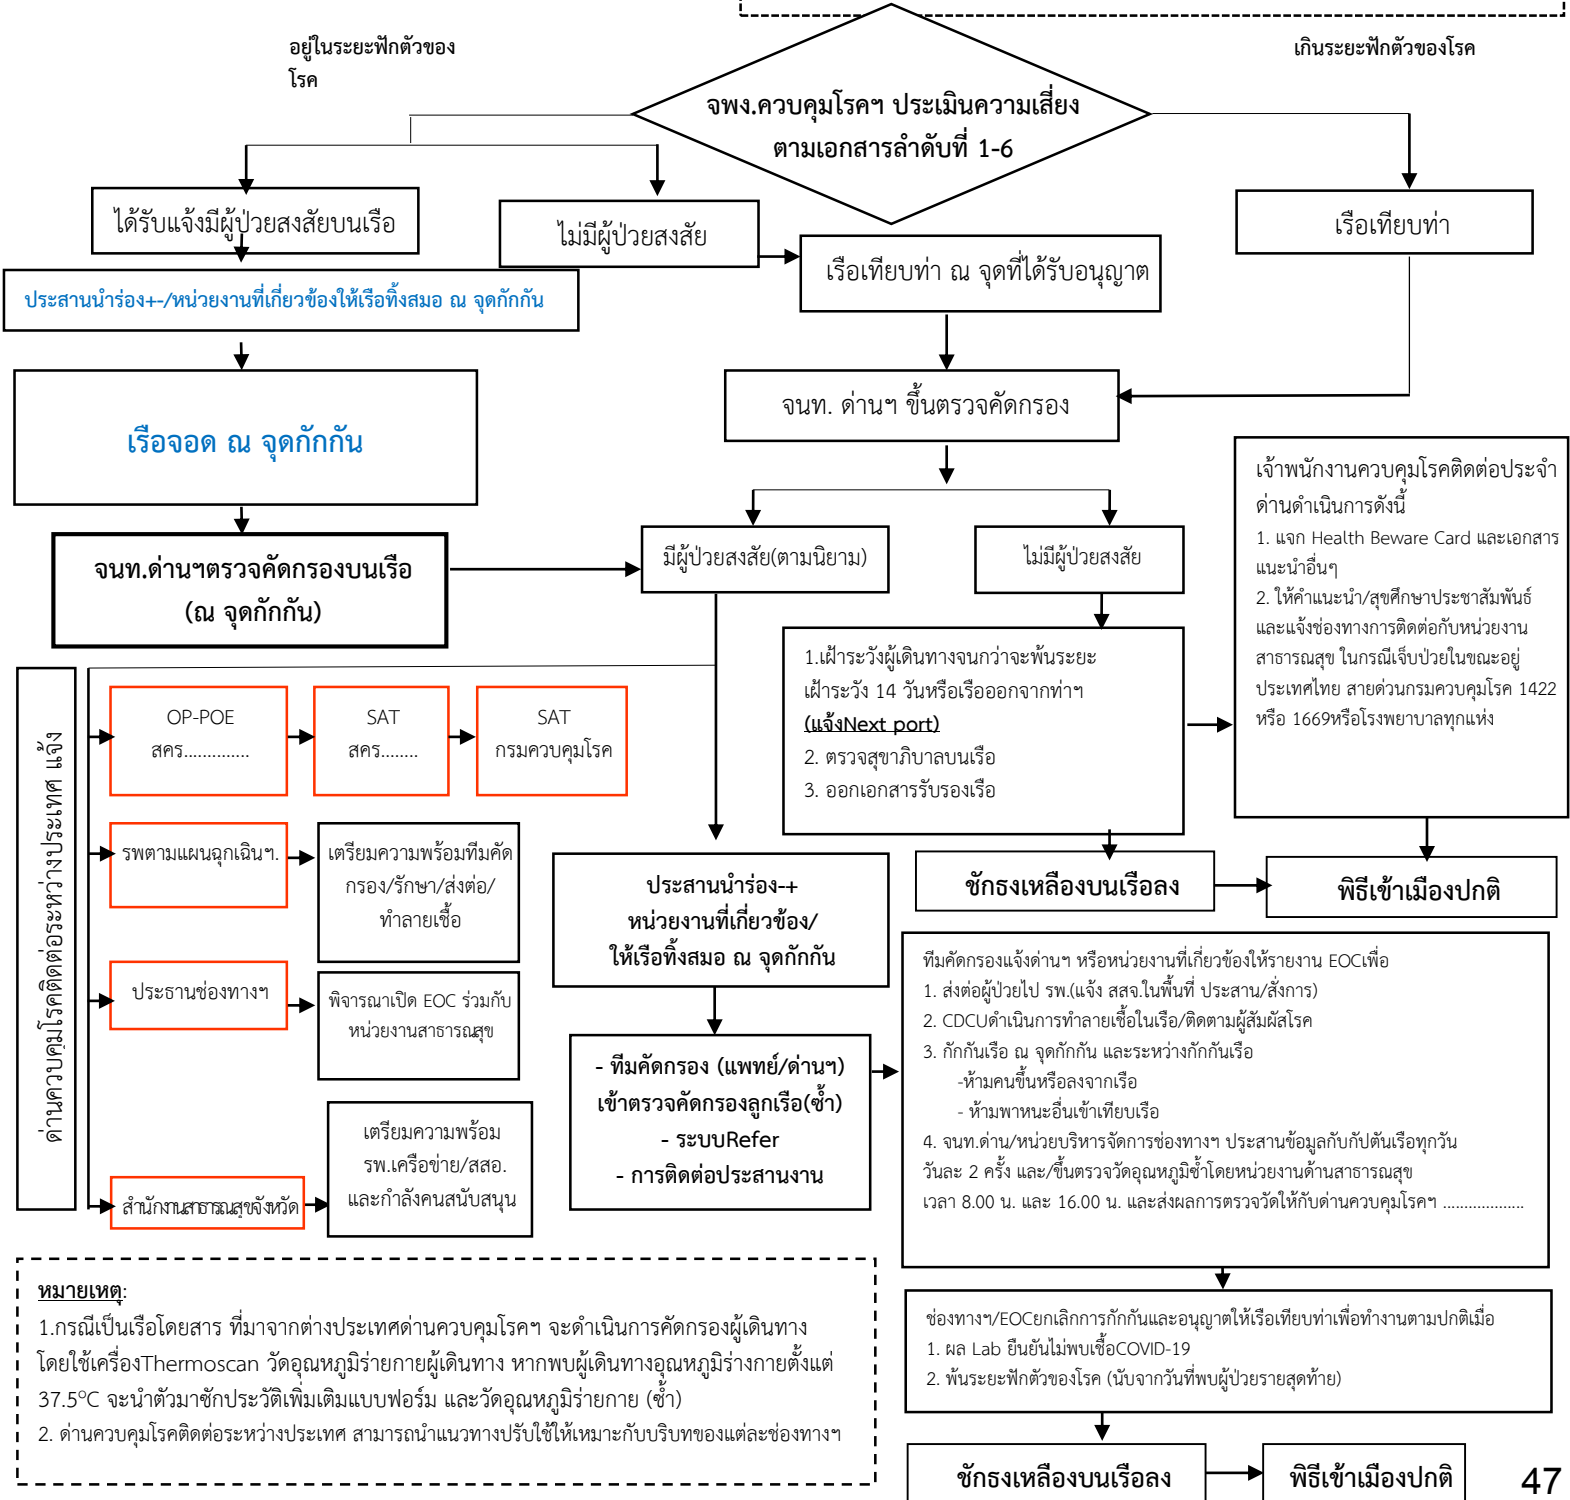 อยู่ในระยะฟักตัวของ
โรค
เกินระยะฟักตัวของโรค
จพง.ควบคุมโรคฯ ประเมินความเสี่ยง
ตามเอกสารลำดับที่ 1-6
ได้รับแจ้งมีผู้ป่วยสงสัยบนเรือ
ไม่มีผู้ป่วยสงสัย
เรือเทียบท่า
เรือเทียบท่า ณ จุดที่ได้รับอนุญาต
ประสานนำร่อง+-/หน่วยงานที่เกี่ยวข้องให้เรือทิ้งสมอ ณ จุดกักกัน
เรือจอด ณ จุดกักกัน
จนท. ด่านฯ ขึ้นตรวจคัดกรอง
จนท.ด่านฯตรวจคัดกรองบนเรือ
(ณ จุดกักกัน)
มีผู้ป่วยสงสัย(ตามนิยาม)
ไม่มีผู้ป่วยสงสัย
เจ้าพนักงานควบคุมโรคติดต่อประจำ
ด่านดำเนินการดังนี้
1. แจก Health Beware Card และเอกสาร
แนะนำอื่นๆ
2. ให้คำแนะนำ/สุขศึกษาประชาสัมพันธ์
และแจ้งช่องทางการติดต่อกับหน่วยงาน
สาธารณสุข ในกรณีเจ็บป่วยในขณะอยู่
ประเทศไทย สายด่วนกรมควบคุมโรค 1422
หรือ 1669หรือโรงพยาบาลทุกแห่ง
1.เฝ้าระวังผู้เดินทางจนกว่าจะพ้นระยะ
เฝ้าระวัง 14 วันหรือเรือออกจากท่าฯ
(แจ้งNext port)
2. ตรวจสุขาภิบาลบนเรือ
3. ออกเอกสารรับรองเรือ
ด่านควบคุมโรคติดต่อระหว่างประเทศ แจ้ง
OP-POE
สคร..............
SAT
สคร........
SAT
กรมควบคุมโรค
รพตามแผนฉุกเฉินฯ.
เตรียมความพร้อมทีมคัด
กรอง/รักษา/ส่งต่อ/
ทำลายเชื้อ
ประธานช่องทางฯ
พิจารณาเปิด EOC ร่วมกับ
หน่วยงานสาธารณสุข
สำนักงานสาธารณสุขจังหวัด
เตรียมความพร้อม
รพ.เครือข่าย/สสอ.
และกำลังคนสนับสนุน
ประสานนำร่อง-+
หน่วยงานที่เกี่ยวข้อง/
ให้เรือทิ้งสมอ ณ จุดกักกัน
- ทีมคัดกรอง (แพทย์/ด่านฯ)
เข้าตรวจคัดกรองลูกเรือ(ซ้ำ)
- ระบบRefer
- การติดต่อประสานงาน
ชักธงเหลืองบนเรือลง
พิธีเข้าเมืองปกติ
ทีมคัดกรองแจ้งด่านฯ หรือหน่วยงานที่เกี่ยวข้องให้รายงาน EOCเพื่อ
1. ส่งต่อผู้ป่วยไป รพ.(แจ้ง สสจ.ในพื้นที่ ประสาน/สั่งการ)
2. CDCUดำเนินการทำลายเชื้อในเรือ/ติดตามผู้สัมผัสโรค
3. กักกันเรือ ณ จุดกักกัน และระหว่างกักกันเรือ
-ห้ามคนขึ้นหรือลงจากเรือ
- ห้ามพาหนะอื่นเข้าเทียบเรือ
4. จนท.ด่าน/หน่วยบริหารจัดการช่องทางฯ ประสานข้อมูลกับกัปตันเรือทุกวัน
วันละ 2 ครั้ง และ/ขึ้นตรวจวัดอุณหภูมิซ้ำโดยหน่วยงานด้านสาธารณสุข
เวลา 8.00 น. และ 16.00 น. และส่งผลการตรวจวัดให้กับด่านควบคุมโรคฯ ...................
ช่องทางฯ/EOCยกเลิกการกักกันและอนุญาตให้เรือเทียบท่าเพื่อทำงานตามปกติเมื่อ
1. ผล Lab ยืนยันไม่พบเชื้อCOVID-19
2. พ้นระยะฟักตัวของโรค (นับจากวันที่พบผู้ป่วยรายสุดท้าย)
ชักธงเหลืองบนเรือลง
พิธีเข้าเมืองปกติ
หมายเหตุ:
1.กรณีเป็นเรือโดยสาร ที่มาจากต่างประเทศด่านควบคุมโรคฯ จะดำเนินการคัดกรองผู้เดินทาง
โดยใช้เครื่องThermoscan วัดอุณหภูมิร่ายกายผู้เดินทาง หากพบผู้เดินทางอุณหภูมิร่างกายตั้งแต่
37.5°C จะนำตัวมาซักประวัติเพิ่มเติมแบบฟอร์ม และวัดอุณหภูมิร่ายกาย (ซ้ำ)
2. ด่านควบคุมโรคติดต่อระหว่างประเทศ สามารถนำแนวทางปรับใช้ให้เหมาะกับบริบทของแต่ละช่องทางฯ
47